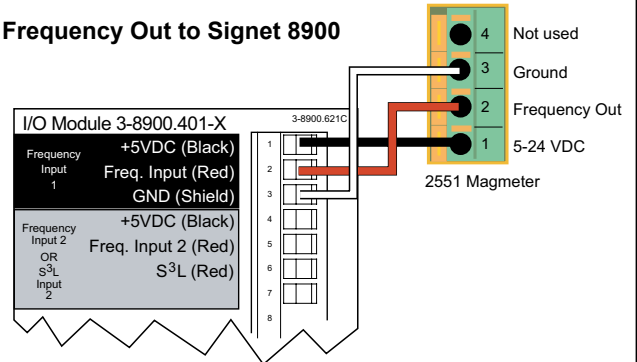 Frequency Out to Signet 8900
4 Not used
3 Ground
2 Frequency Out
1 5-24 VDC
2551 Magmeter
I/O Module 3-8900.401-X
3-8900.621C
Frequency
Input
1
+5VDC (Black)
Freq. Input (Red)
GND (Shield)
Frequency
Input 2
OR
S3L
Input
2
+5VDC (Black)
Freq. Input 2 (Red)
S3L (Red)
1
2
3
4
5
6
7
8